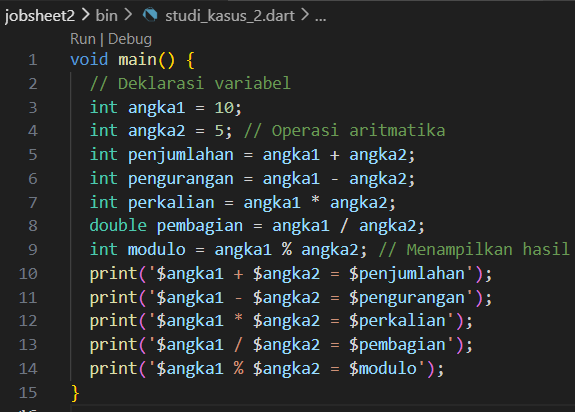 jobsheet2 > bin > studi_kasus_2.dart > ...
Run | Debug
1 void main() {
2 // Deklarasi variabel
3 int angka1 = 10;
4 int angka2 = 5; // Operasi aritmatika
5 int penjumlahan = angka1 + angka2;
6 int pengurangan = angka1 - angka2;
7 int perkalian = angka1 * angka2;
8 double pembagian = angka1 / angka2;
9 int modulo = angka1 % angka2; // Menampilkan hasil
10 print('$angka1 + $angka2 = $penjumlahan');
11 print('$angka1 - $angka2 = $pengurangan');
12 print('$angka1 * $angka2 = $perkalian');
13 print('$angka1 / $angka2 = $pembagian');
14 print('$angka1 % $angka2 = $modulo');
15 }
16